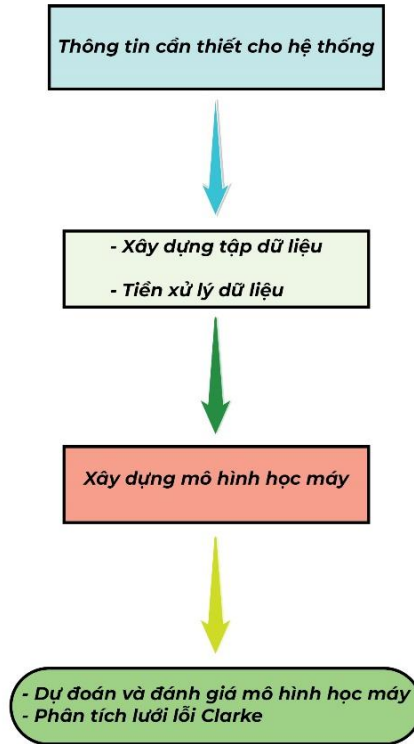 Thông tin cần thiết cho hệ thống
- Xây dựng tập dữ liệu
- Tiền xử lý dữ liệu
Xây dựng mô hình học máy
- Dự đoán và đánh giá mô hình học máy
- Phân tích lưới lỗi Clarke